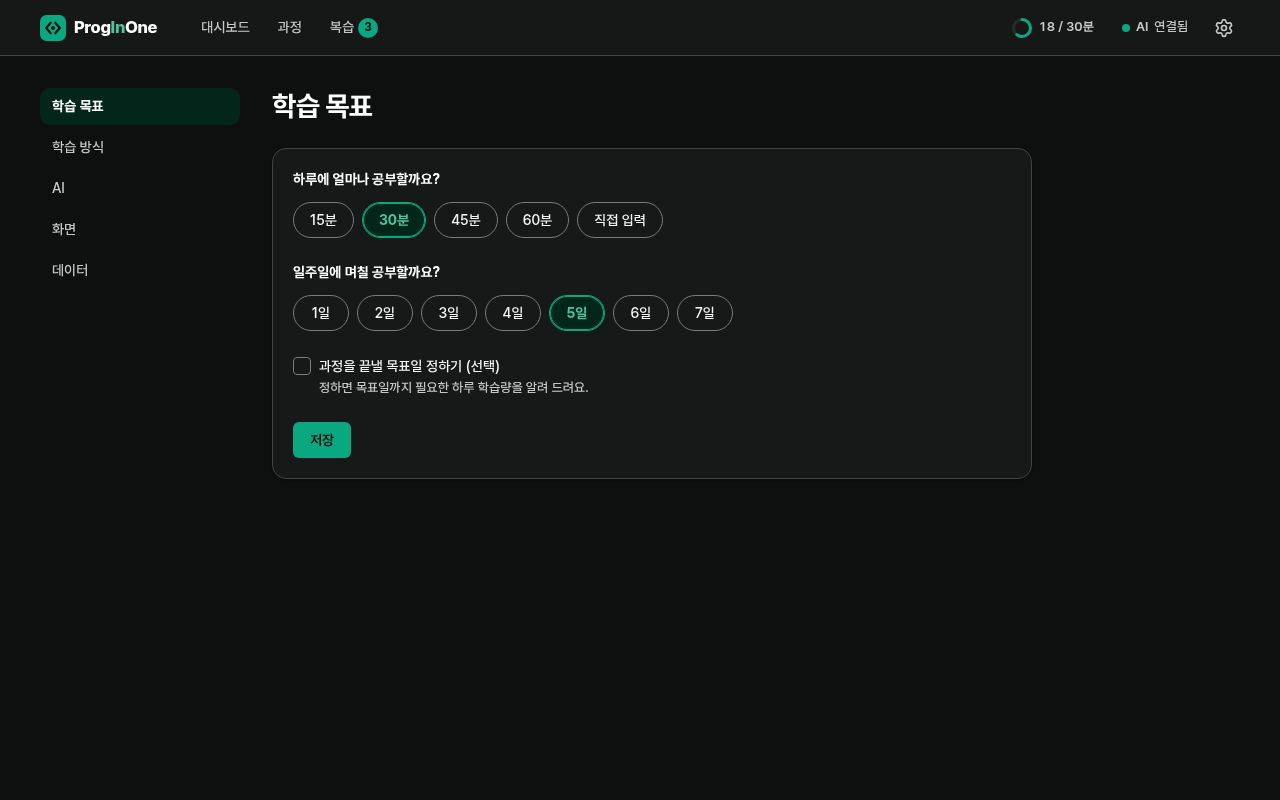 ProgInOne
대시보드 과정 복습 3
18 / 30분
AI 연결됨
학습 목표
학습 방식
AI
화면
데이터
학습 목표
하루에 얼마나 공부할까요?
15분 30분 45분 60분 직접 입력
일주일에 며칠 공부할까요?
1일 2일 3일 4일 5일 6일 7일
과정을 끝낼 목표일 정하기 (선택)
정하면 목표일까지 필요한 하루 학습량을 알려 드려요.
저장